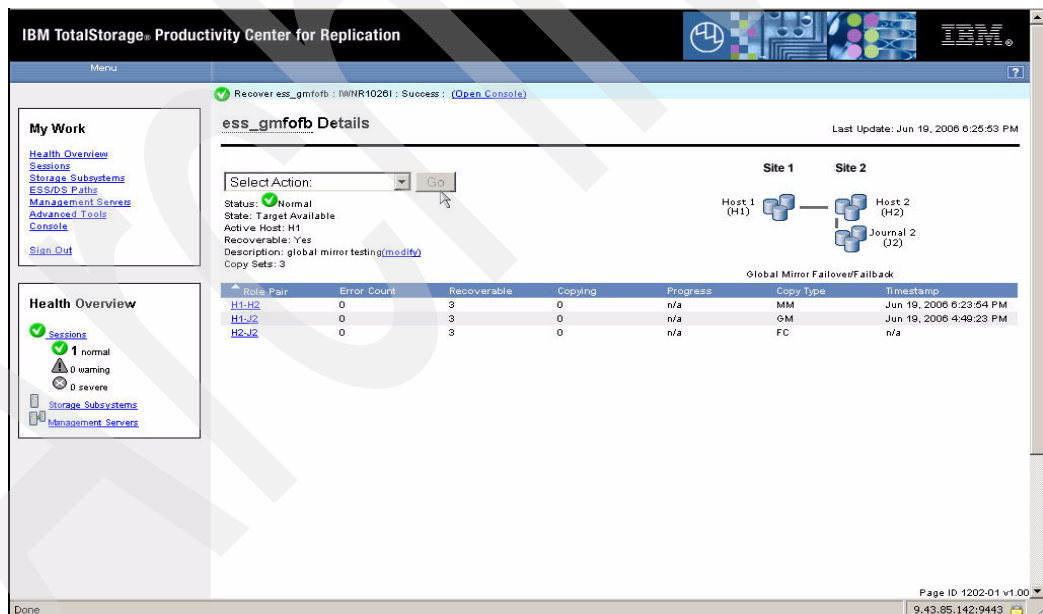 IBM TotalStorage® Productivity Center for Replication
IBM®
Menu
?
Recover ess_gmfofb : IWNR1026I : Success : (Open Console)
My Work
Health Overview
Sessions
Storage Subsystems
ESS/DS Paths
Management Servers
Advanced Tools
Console
Sign Out
Health Overview
Sessions
1 normal
0 warning
0 severe
Storage Subsystems
Management Servers
ess_gmfofb Details
Last Update: Jun 19, 2006 6:25:53 PM
Select Action: Go
Status: Normal
State: Target Available
Active Host: H1
Recoverable: Yes
Description: global mirror testing(modify)
Copy Sets: 3
Site 1 Site 2
Host 1 (H1)
Host 2 (H2)
Journal 2 (J2)
Global Mirror Failover/Failback
Role Pair Error Count Recoverable Copying Progress Copy Type Timestamp
H1-H2 0 3 0 n/a MM Jun 19, 2006 6:23:54 PM
H1-J2 0 3 0 n/a GM Jun 19, 2006 4:49:23 PM
H2-J2 0 3 0 n/a FC n/a
Page ID 1202-01 v1.00
Done 9.43.85.142:9443